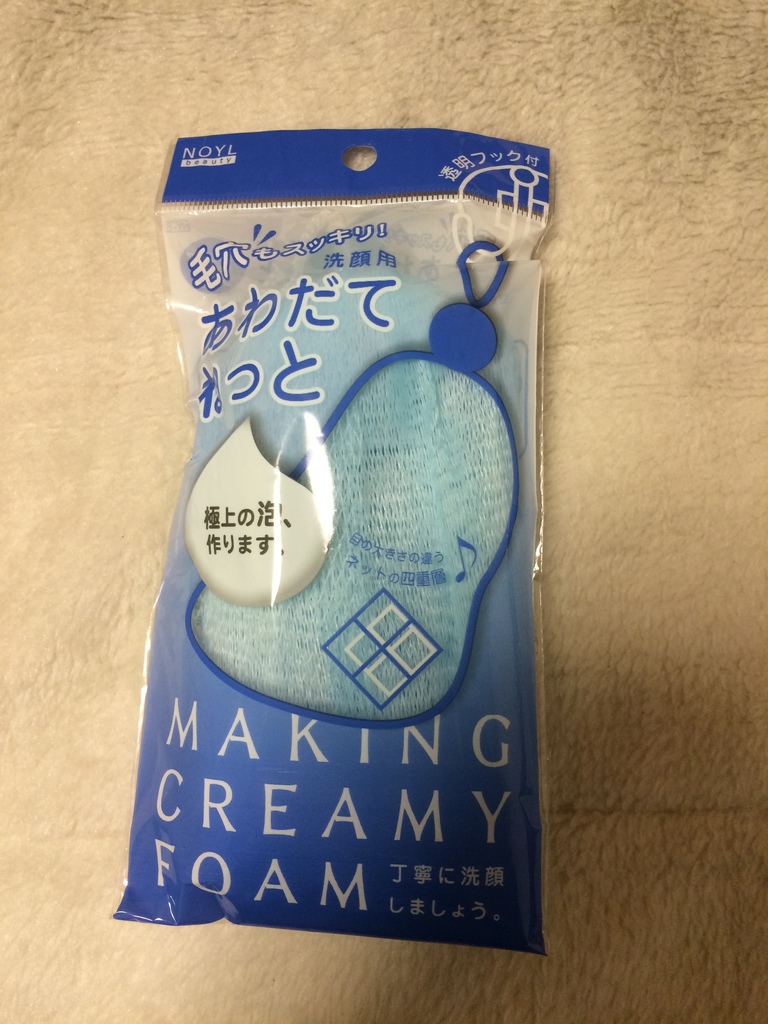 NOYL
beauty
透明フック付
毛穴もスッキリ!
洗顔用
あわだて
ねっと
極上の泡、
作ります。
目の大きさの違う
ネットの四重層♪
MAKING
CREAMY
FOAM
丁寧に洗顔
しましょう。